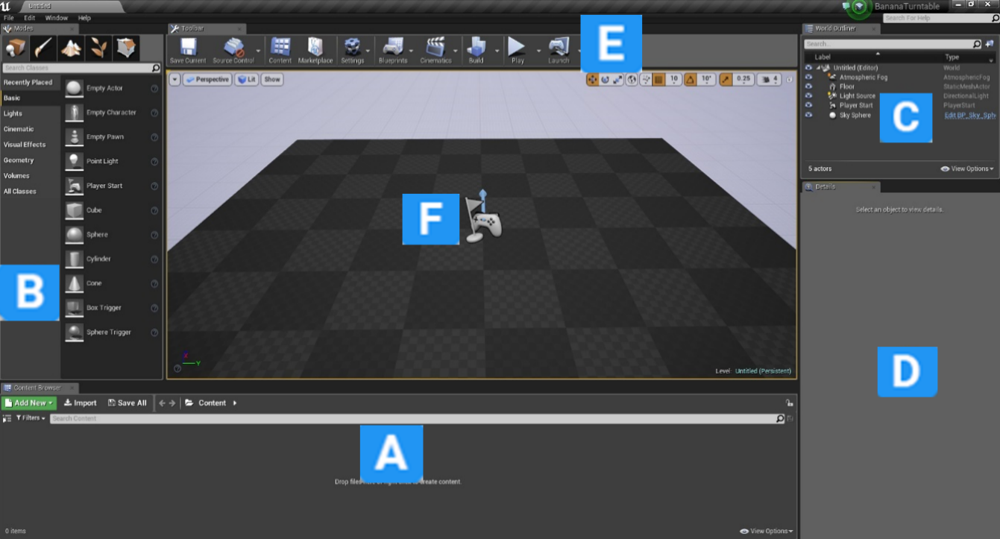 Untitled
BananaTurntable
File Edit Window Help
Search For Help
Modes
Search Classes
Recently Placed
Basic
Lights
Cinematic
Visual Effects
Geometry
Volumes
All Classes
Empty Actor
Empty Character
Empty Pawn
Point Light
Player Start
Cube
Sphere
Cylinder
Cone
Box Trigger
Sphere Trigger
B
Toolbar
Save Current Source Control Content Marketplace Settings Blueprints Cinematics Build Play Launch
E
Perspective Lit Show
10 10° 0.25 4
F
X
Y
Level: Untitled (Persistent)
World Outliner
Search...
Label Type
Untitled (Editor) World
Atmospheric Fog AtmosphericFog
Floor StaticMeshActor
Light Source DirectionalLight
Player Start PlayerStart
Sky Sphere Edit BP_Sky_Sph
C
5 actors View Options
Details
Select an object to view details.
D
Content Browser
Add New Import Save All Content
Filters Search Content
A
Drop files create content.
0 items View Options